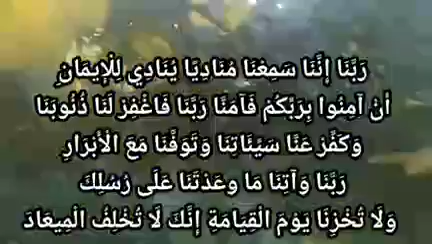 رَبَّنَا إِنَّنَا سَمِعْنَا مُنَادِيًا يُنَادِي لِلْإِيمَانِ
أَنْ آمِنُوا بِرَبِّكُمْ فَآمَنَّا رَبَّنَا فَاغْفِرْ لَنَا ذُنُوبَنَا
وَكَفِّرْ عَنَّا سَيِّئَاتِنَا وَتَوَفَّنَا مَعَ الْأَبْرَارِ
رَبَّنَا وَآتِنَا مَا وَعَدْتَنَا عَلَى رُسُلِكَ
وَلَا تُخْزِنَا يَوْمَ الْقِيَامَةِ إِنَّكَ لَا تُخْلِفُ الْمِيعَادَ